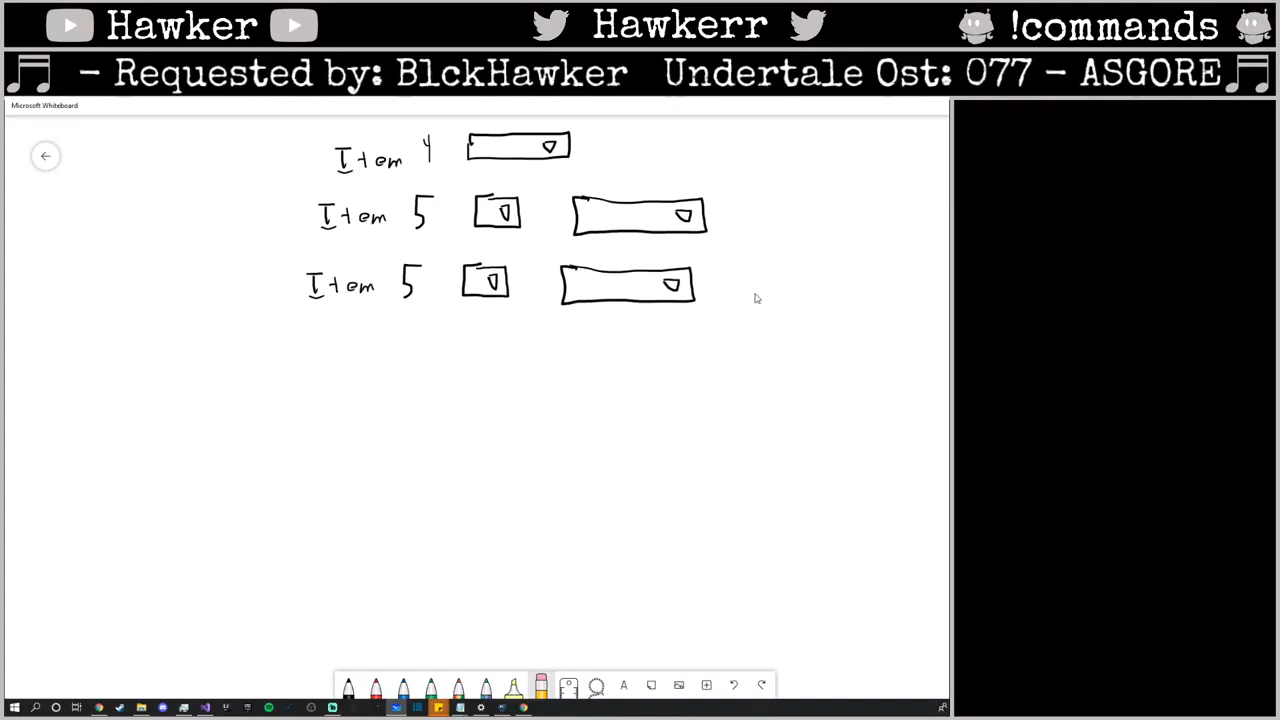 Hawker Hawkerr !commands
- Requested by: BlckHawker Undertale Ost: 077 - ASGORE
Microsoft Whiteboard
Item 4
Item 5
Item 5